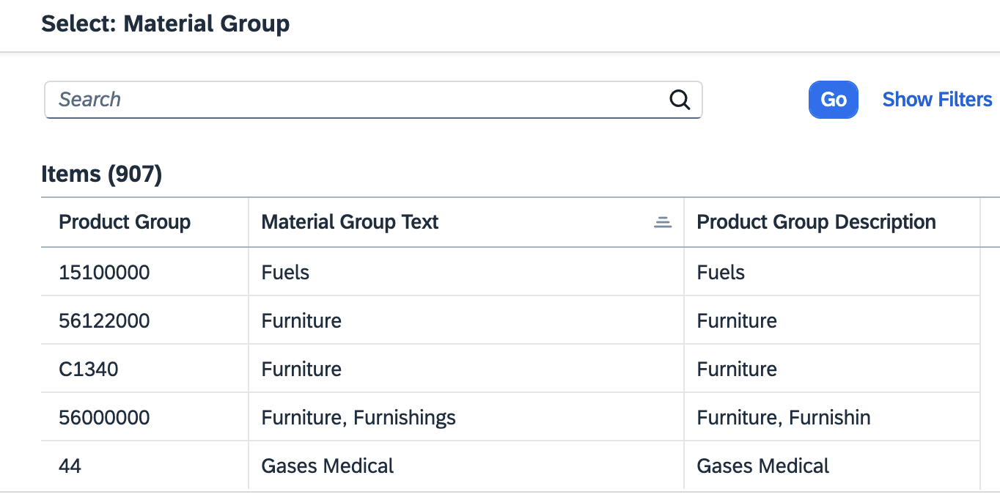 Select: Material Group
Search
Go
Show Filters
Items (907)
Product Group Material Group Text Product Group Description
15100000 Fuels Fuels
56122000 Furniture Furniture
C1340 Furniture Furniture
56000000 Furniture, Furnishings Furniture, Furnishin
44 Gases Medical Gases Medical